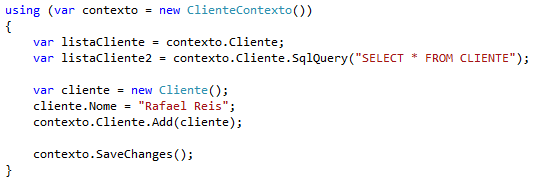 using (var contexto = new ClienteContexto())
{
    var listaCliente = contexto.Cliente;
    var listaCliente2 = contexto.Cliente.SqlQuery("SELECT * FROM CLIENTE");

    var cliente = new Cliente();
    cliente.Nome = "Rafael Reis";
    contexto.Cliente.Add(cliente);

    contexto.SaveChanges();
}